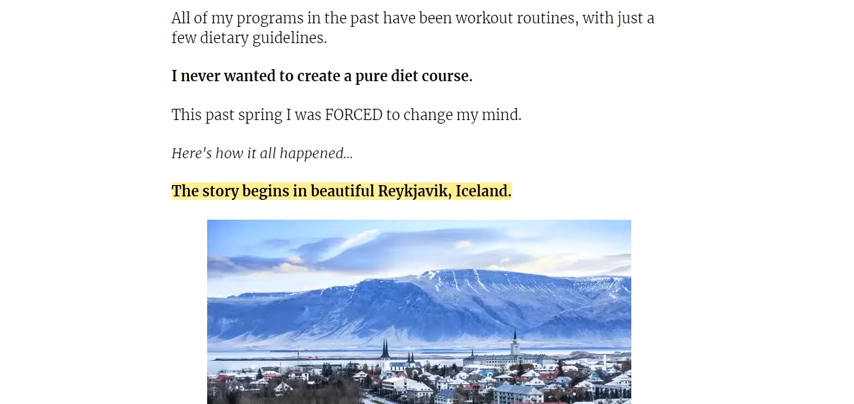 All of my programs in the past have been workout routines, with just a
few dietary guidelines.
I never wanted to create a pure diet course.
This past spring I was FORCED to change my mind.
Here's how it all happened...
The story begins in beautiful Reykjavik, Iceland.